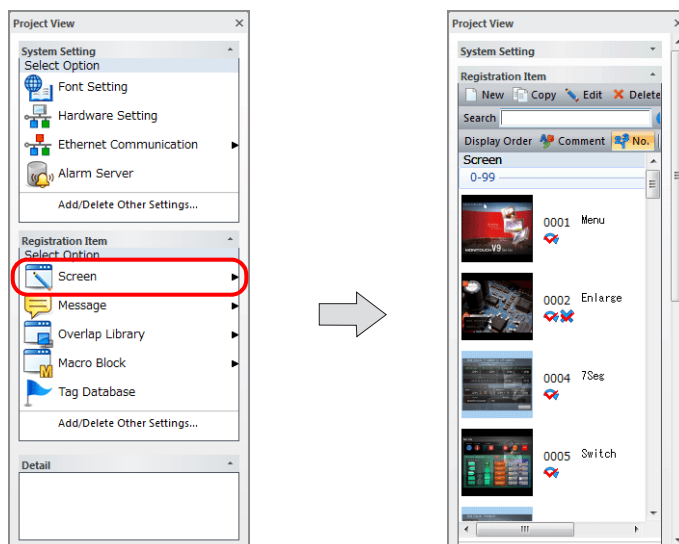 Project View
System Setting
Select Option
Font Setting
Hardware Setting
Ethernet Communication
Alarm Server
Add/Delete Other Settings...
Registration Item
Select Option
Screen
Message
Overlap Library
Macro Block
Tag Database
Add/Delete Other Settings...
Detail
Project View
System Setting
Registration Item
New Copy Edit Delete
Search
Display Order Comment No.
Screen
0-99
0001 Menu
0002 Enlarge
0004 7Seg
0005 Switch